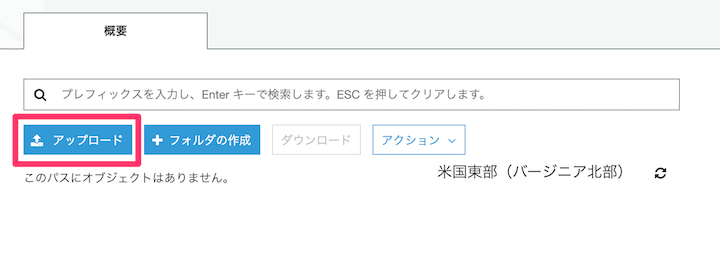 概要
プレフィックスを入力し、Enter キーで検索します。ESC を押してクリアします。
アップロード
フォルダの作成
ダウンロード
アクション
米国東部（バージニア北部）
このパスにオブジェクトはありません。